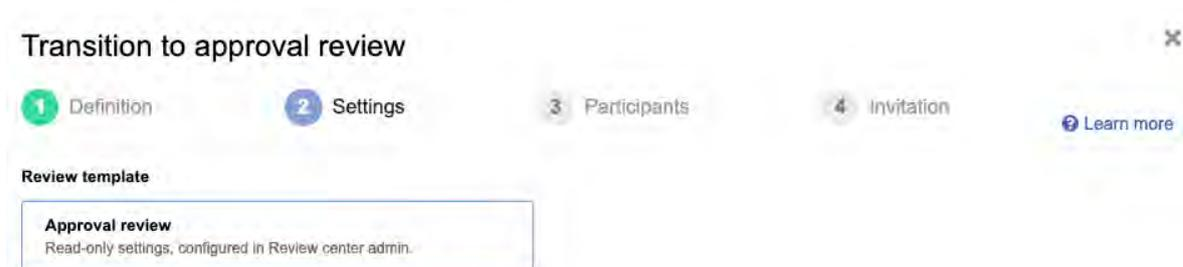 Transition to approval review
1 Definition 2 Settings 3 Participants 4 Invitation
Learn more
Review template
Approval review
Read-only settings, configured in Review center admin.